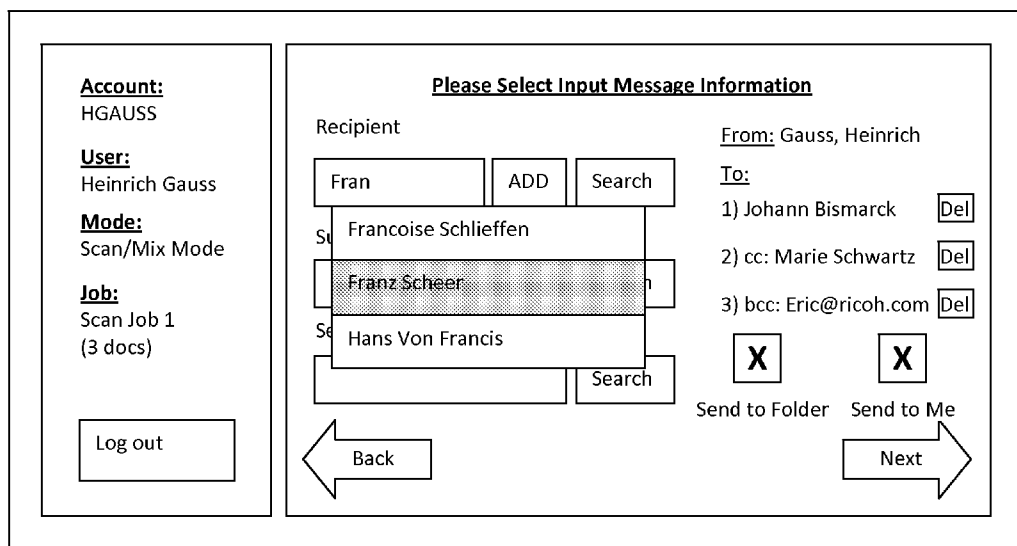 Account:
HGAUSS
User:
Heinrich Gauss
Mode:
Scan/Mix Mode
Job:
Scan Job 1
(3 docs)
Log out
Please Select Input Message Information
Recipient
Fran
ADD
Search
Francoise Schlieffen
Franz Scheer
Hans Von Francis
Search
From: Gauss, Heinrich
To:
1) Johann Bismarck Del
2) cc: Marie Schwartz Del
3) bcc: Eric@ricoh.com Del
X X
Send to Folder Send to Me
Back
Next